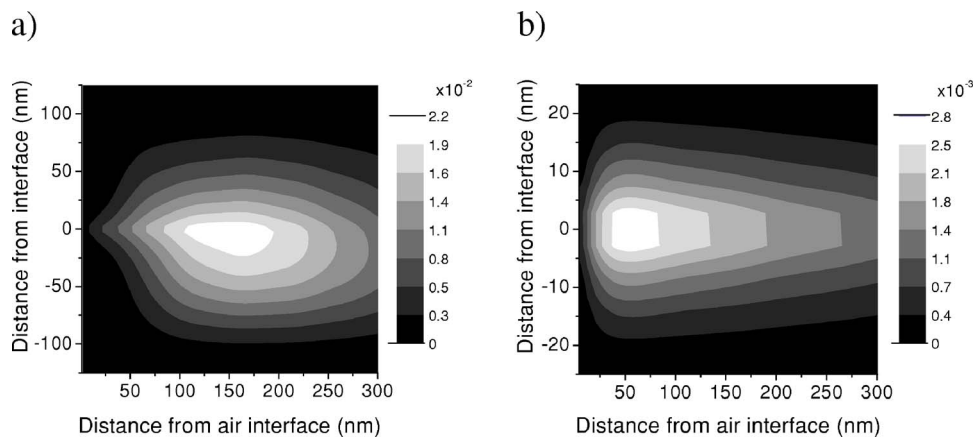 a)
b)
x10-2
2.2
1.9
1.6
1.4
1.1
0.8
0.5
0.3
0
100
50
0
-50
-100
Distance from interface (nm)
50 100 150 200 250 300
Distance from air interface (nm)
x10-3
2.8
2.5
2.1
1.8
1.4
1.1
0.7
0.4
0
20
10
0
-10
-20
Distance from interface (nm)
50 100 150 200 250 300
Distance from air interface (nm)